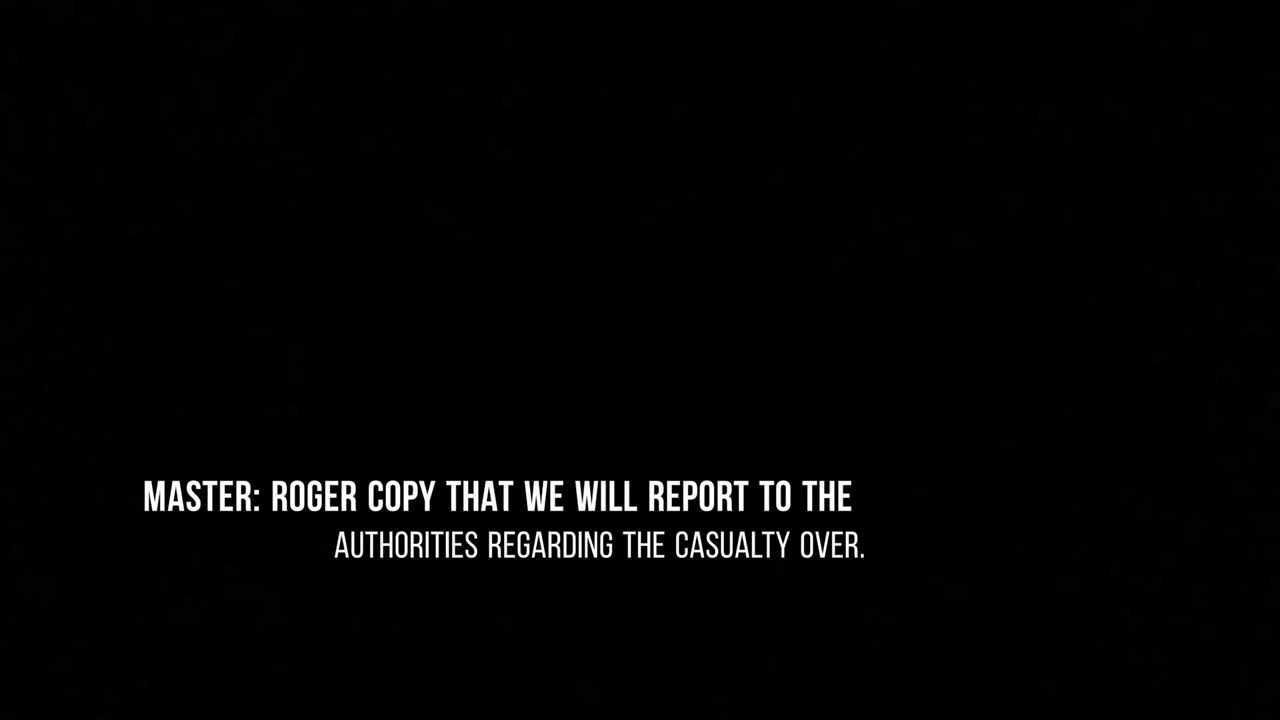 MASTER: ROGER COPY THAT WE WILL REPORT TO THE
AUTHORITIES REGARDING THE CASUALTY OVER.